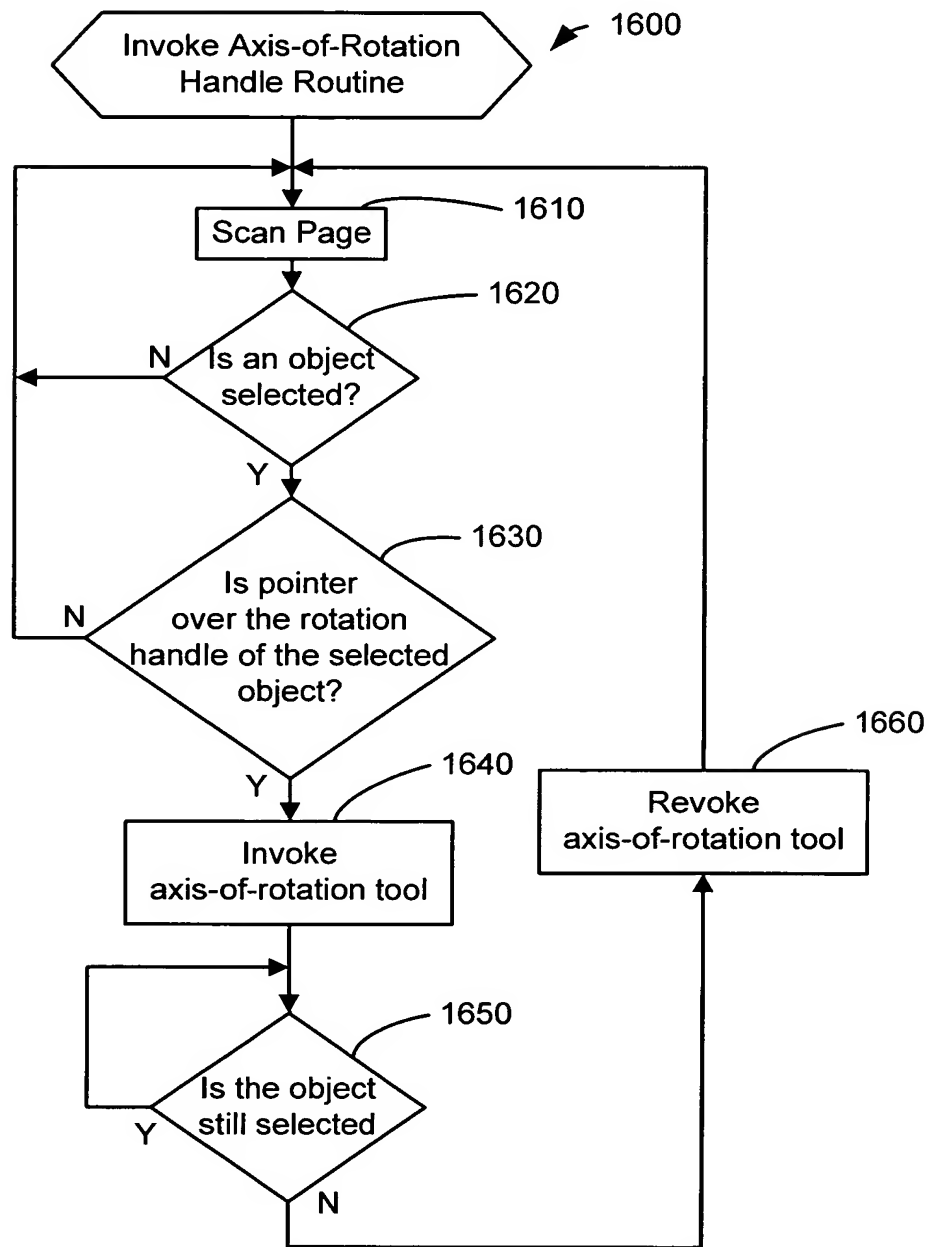 Invoke Axis-of-Rotation
Handle Routine
1600
1610
Scan Page
1620
N
Is an object
selected?
Y
1630
Is pointer
over the rotation
handle of the selected
object?
N
Y
1640
Invoke
axis-of-rotation tool
1660
Revoke
axis-of-rotation tool
1650
Is the object
still selected
Y
N